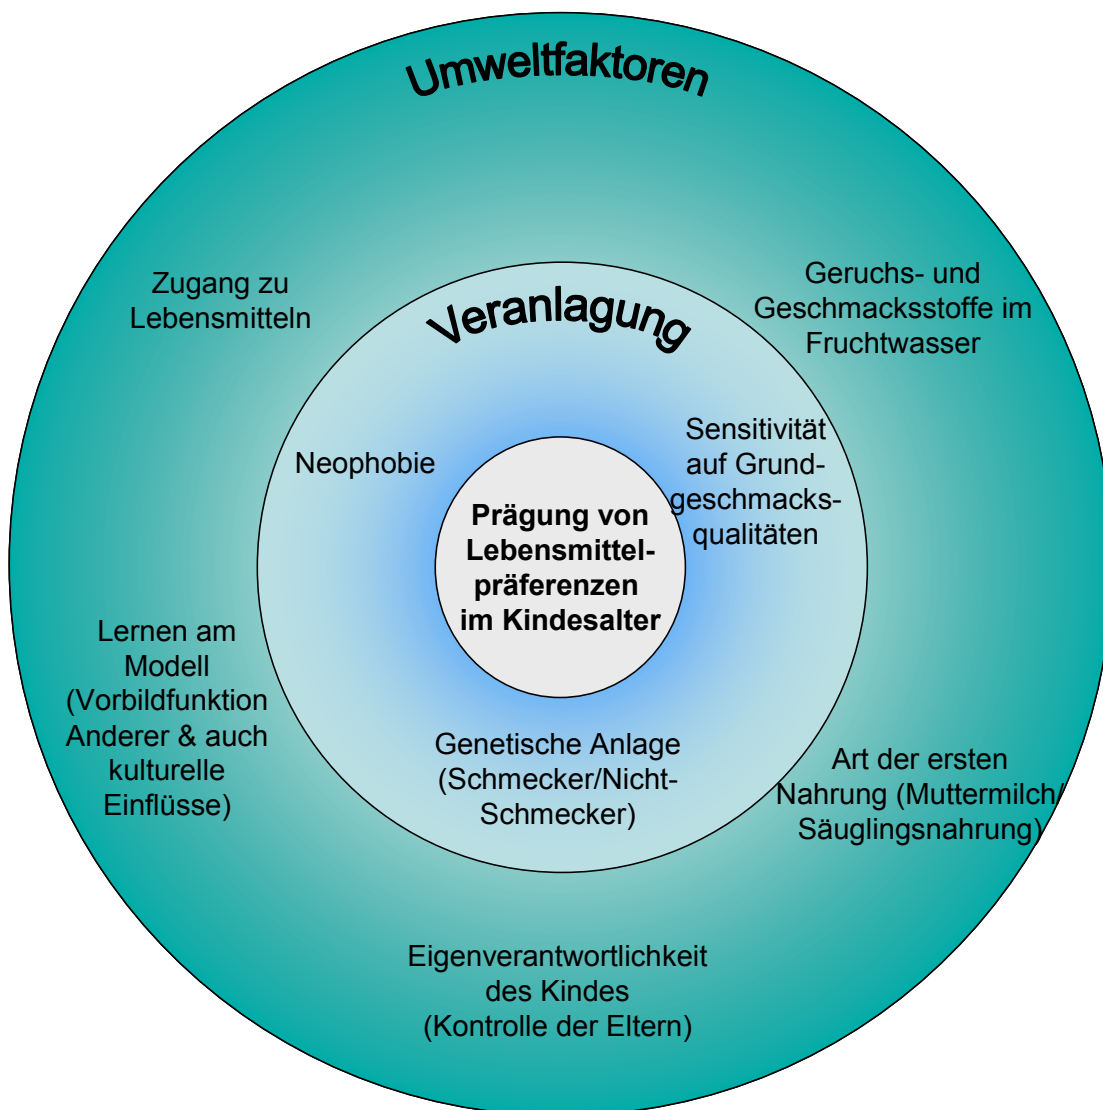 Umweltfaktoren
Zugang zu
Lebensmitteln
Geruchs- und
Geschmacksstoffe im
Fruchtwasser
Veranlagung
Neophobie
Sensitivität
auf Grund-
geschmacks-
qualitäten
Prägung von
Lebensmittel-
präferenzen
im Kindesalter
Lernen am
Modell
(Vorbildfunktion
Anderer & auch
kulturelle
Einflüsse)
Genetische Anlage
(Schmecker/Nicht-
Schmecker)
Art der ersten
Nahrung (Muttermilch/
Säuglingsnahrung)
Eigenverantwortlichkeit
des Kindes
(Kontrolle der Eltern)